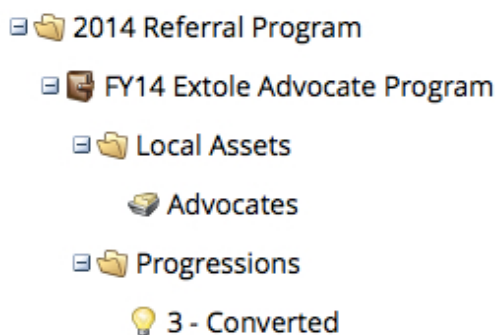 2014 Referral Program
FY14 Extole Advocate Program
Local Assets
Advocates
Progressions
3 - Converted